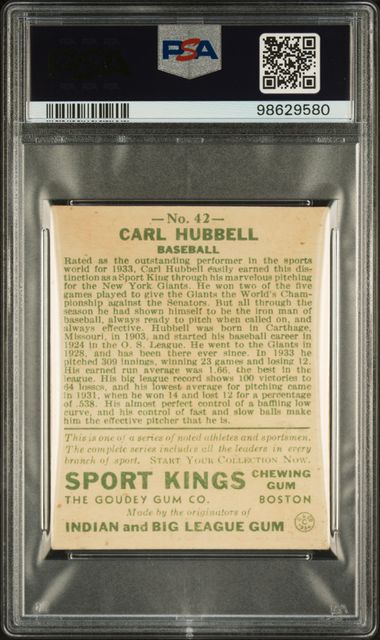 PSA
98629580
—No. 42—
CARL HUBBELL
BASEBALL
Rated as the outstanding performer in the sports
world for 1933, Carl Hubbell easily earned this dis-
tinction as a Sport King through his marvelous pitching
for the New York Giants. He won two of the five
games played to give the Giants the World's Cham-
pionship against the Senators. But all through the
season he had shown himself to be the iron man of
baseball, always ready to pitch when called on, and
always effective. Hubbell was born in Carthage,
Missouri, in 1903, and started his baseball career in
1924 in the O. S. League. He went to the Giants in
1928, and has been there ever since. In 1933 he
pitched 309 innings, winning 23 games and losing 12.
His earned run average was 1.66, the best in the
league. His big league record shows 100 victories to
64 losses, and his lowest average for pitching came
in 1931, when he won 14 and lost 12 for a percentage
of .538. His almost perfect control of a baffling low
curve, and his control of fast and slow balls make
him the effective pitcher that he is.
This is one of a series of noted athletes and sportsmen.
The complete series includes all the leaders in every
branch of sport. START YOUR COLLECTION NOW.
SPORT KINGS CHEWING GUM
THE GOUDEY GUM CO. BOSTON
Made by the originators of
INDIAN and BIG LEAGUE GUM